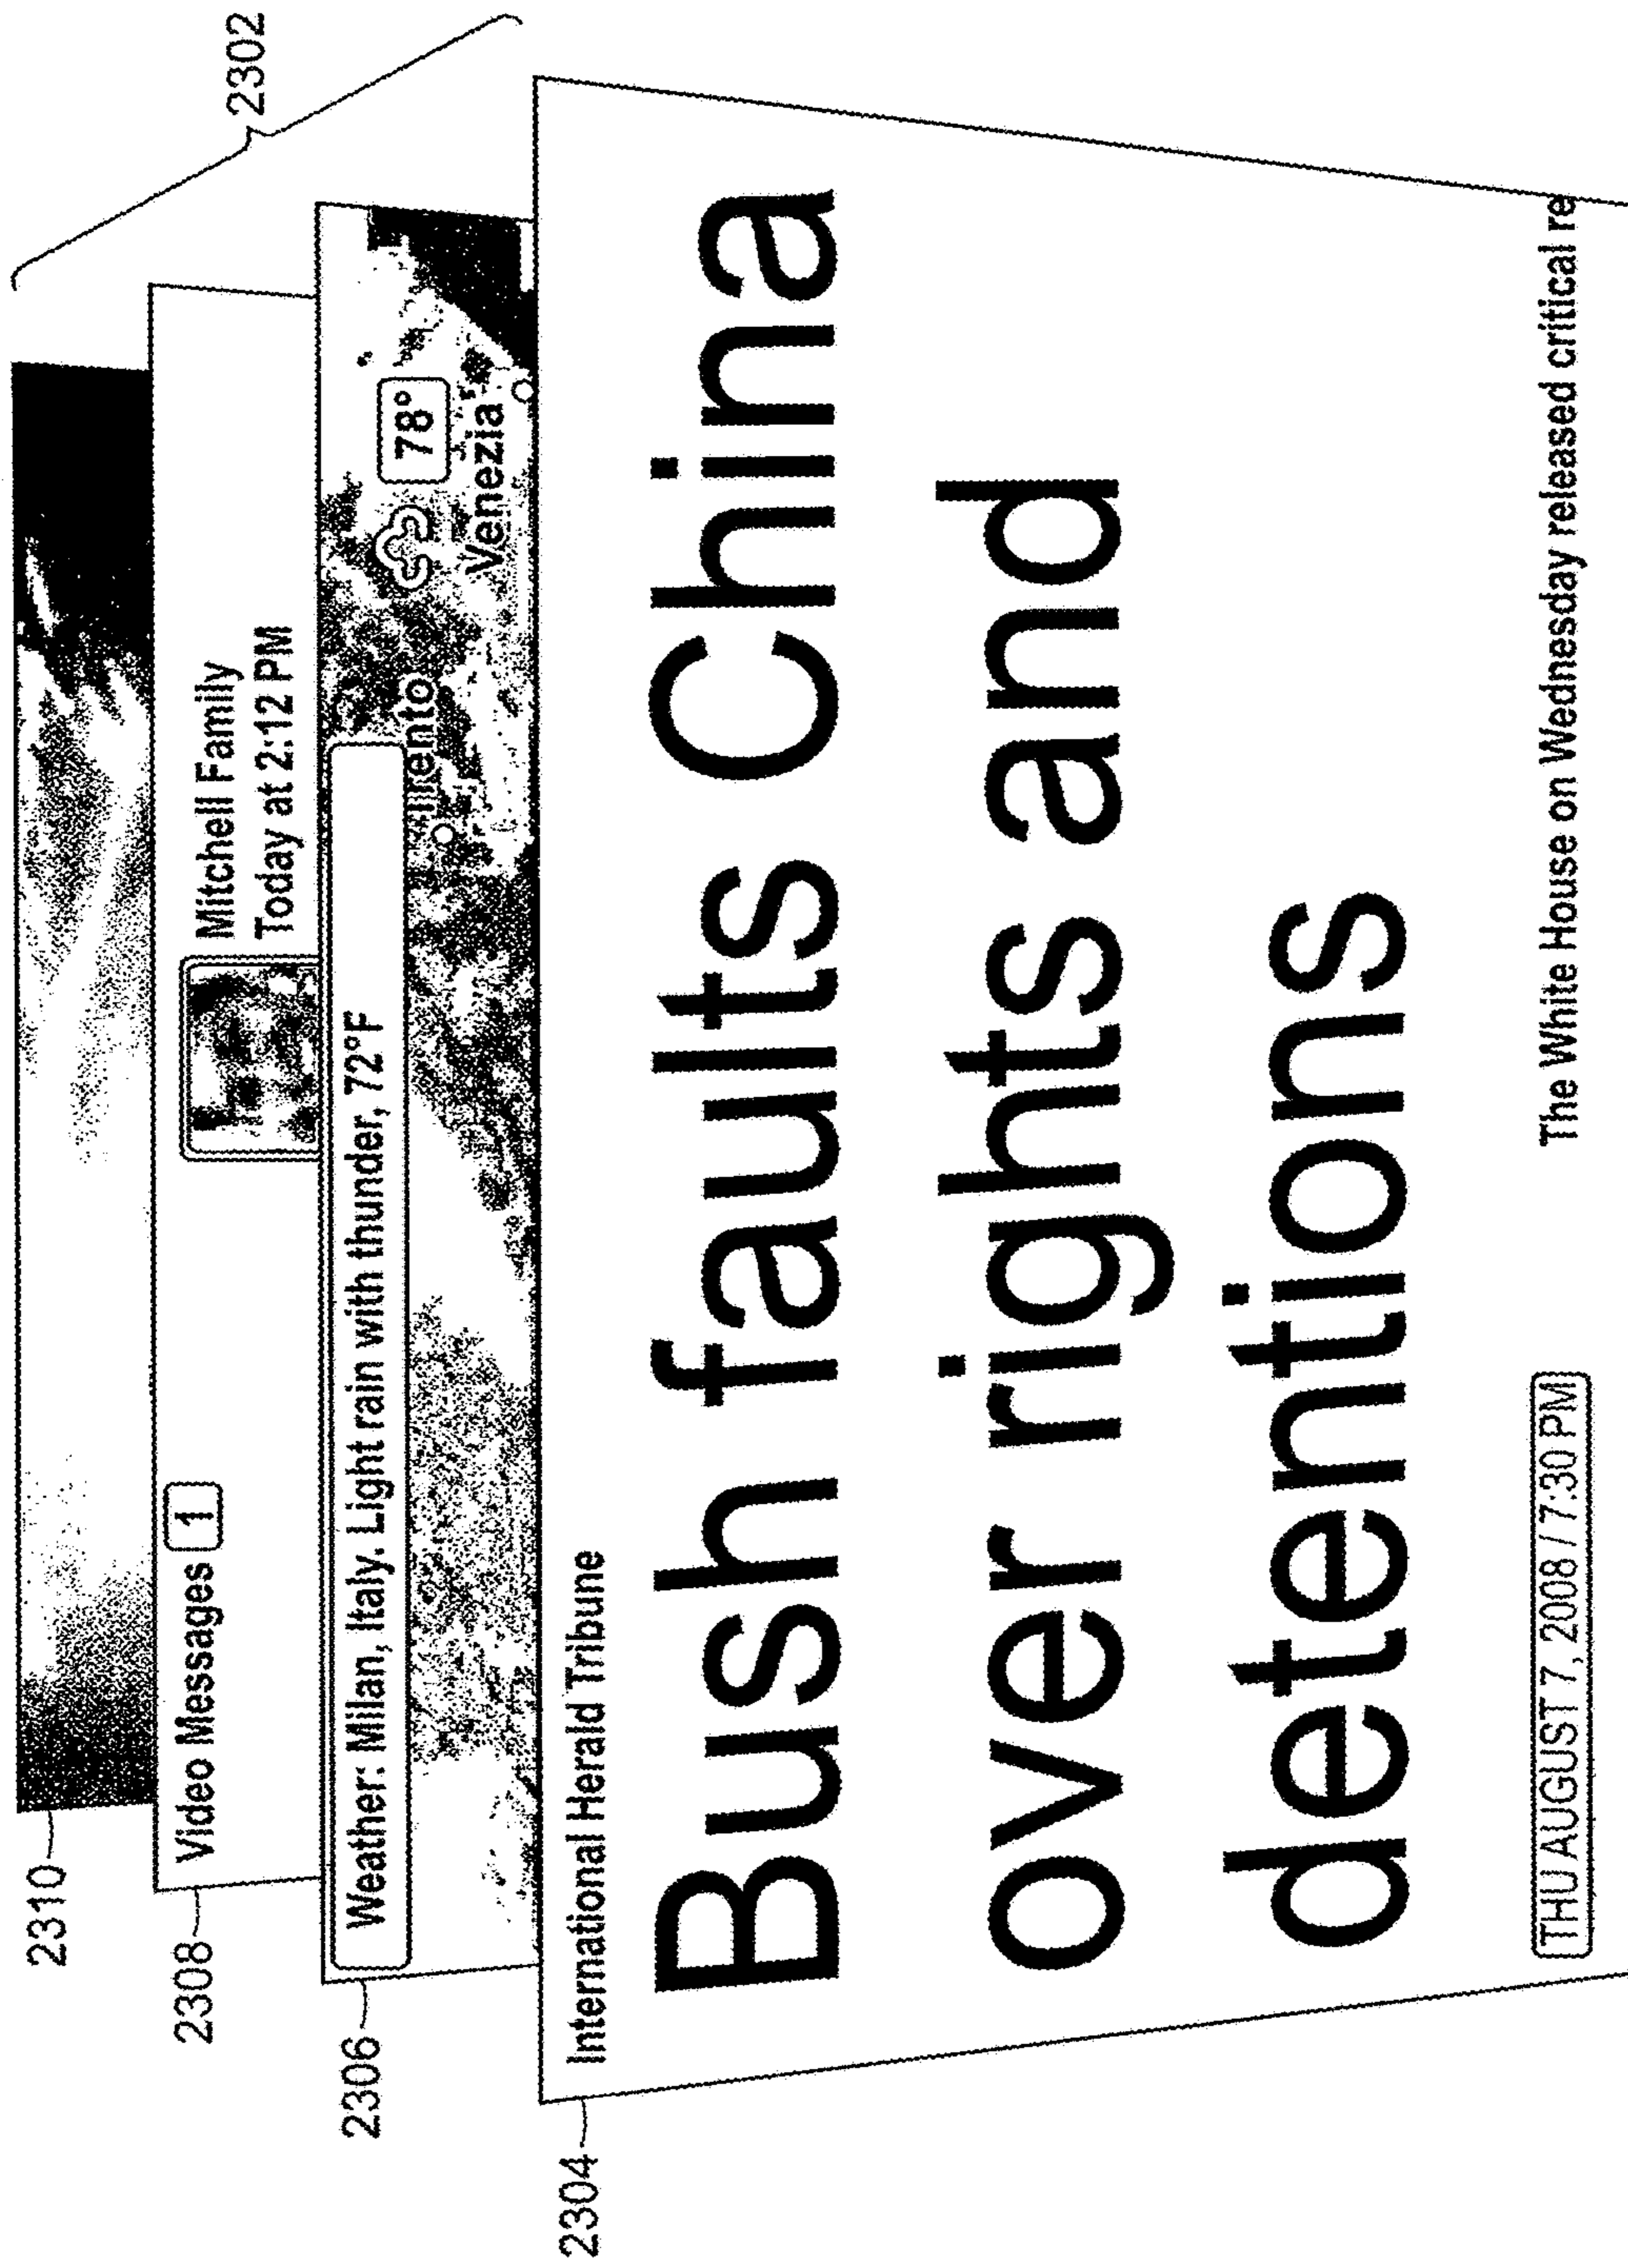 2302
2310
2308
Video Messages 1
Mitchell Family
Today at 2:12 PM
2306
Weather: Milan, Italy. Light rain with thunder, 72°F
78°
Venezia
2304
International Herald Tribune
Bush faults China
over rights and
detentions
THU AUGUST 7, 2008 / 7:30 PM
The White House on Wednesday released critical re